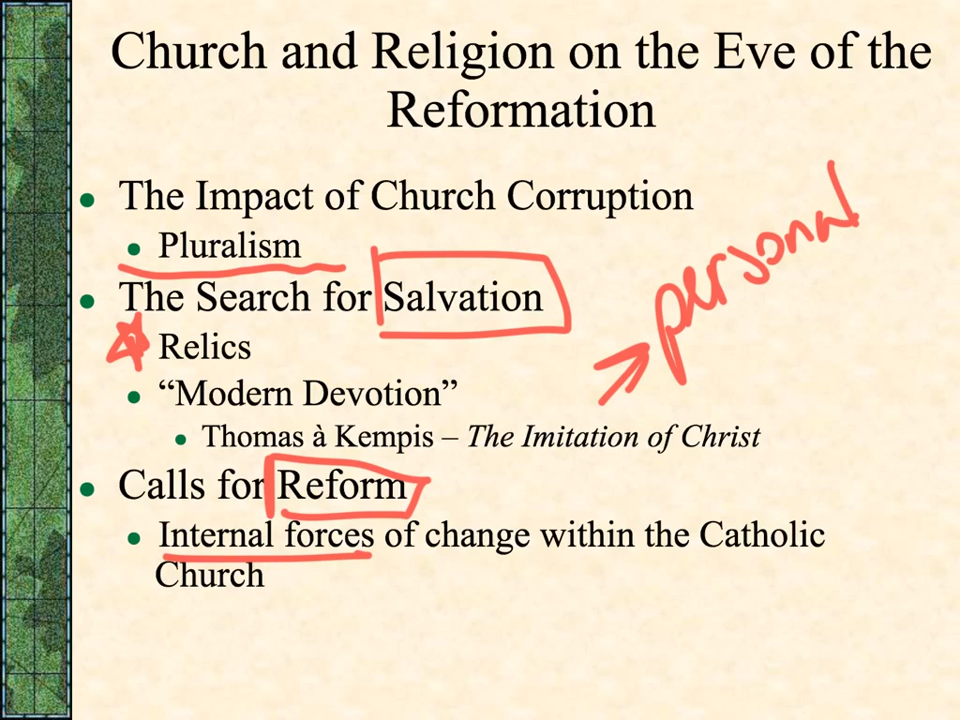 Church and Religion on the Eve of the
Reformation
The Impact of Church Corruption
Pluralism
The Search for Salvation
personal
Relics
“Modern Devotion”
Thomas à Kempis – The Imitation of Christ
Calls for Reform
Internal forces of change within the Catholic
Church